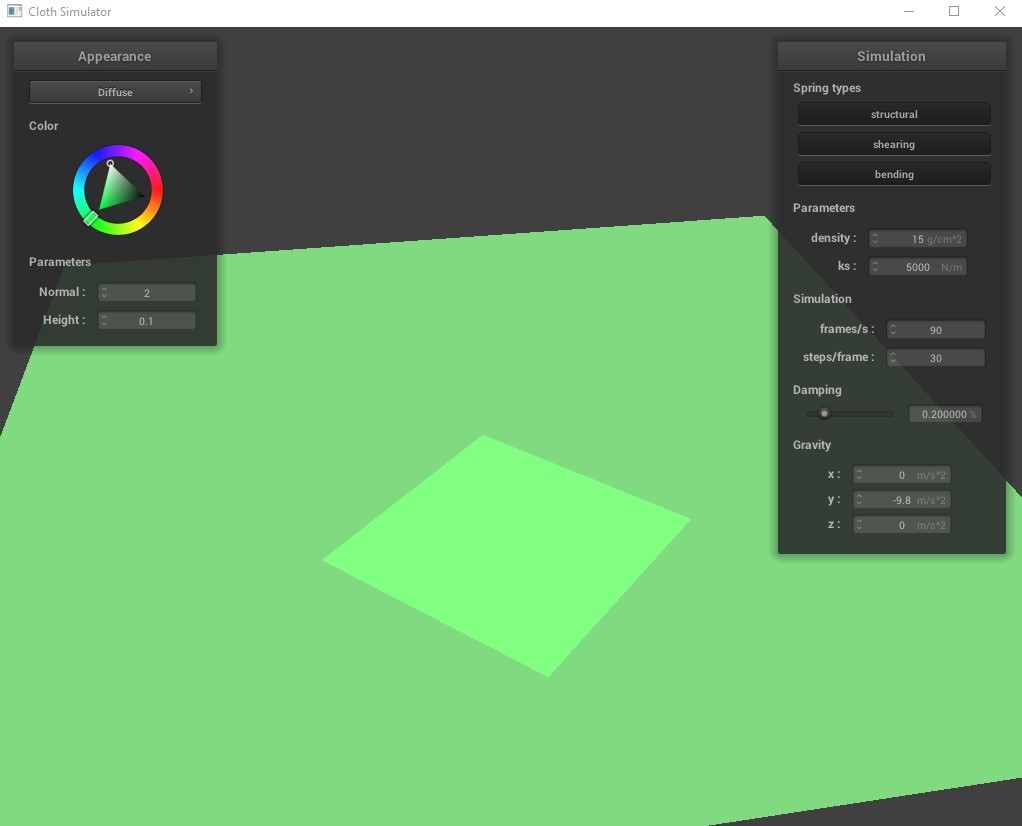 Cloth Simulator
Appearance
Diffuse
Color
Parameters
Normal : 2
Height : 0.1
Simulation
Spring types
structural
shearing
bending
Parameters
density : 15 g/cm^2
ks : 5000 N/m
Simulation
frames/s : 90
steps/frame : 30
Damping
0.200000 %
Gravity
x : 0 m/s^2
y : -9.8 m/s^2
z : 0 m/s^2